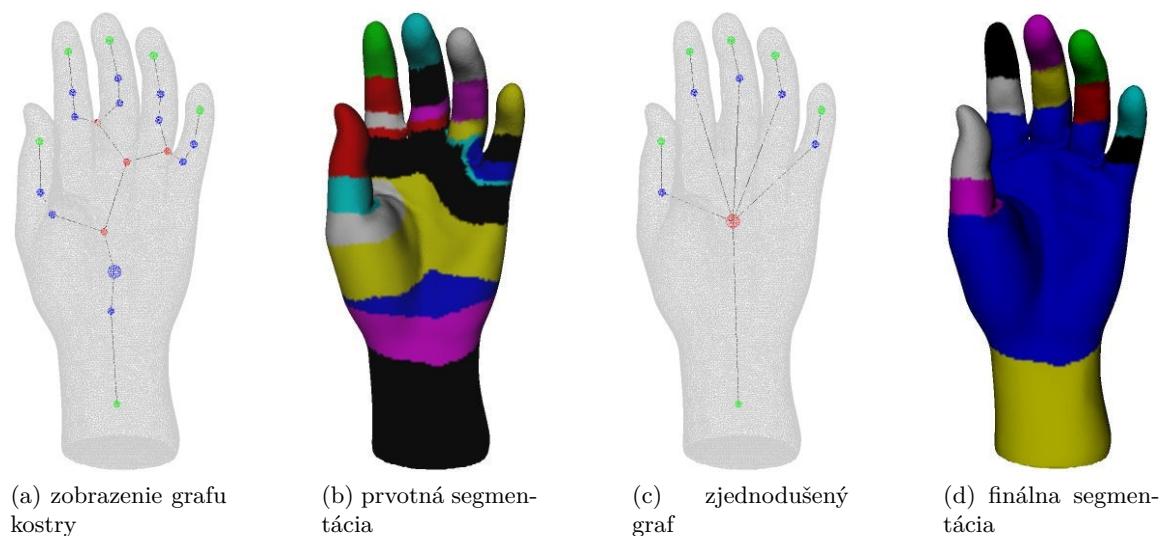 (a) zobrazenie grafu
kostry
(b) prvotná segmen-
tácia
(c) zjednodušený
graf
(d) finálna segmen-
tácia